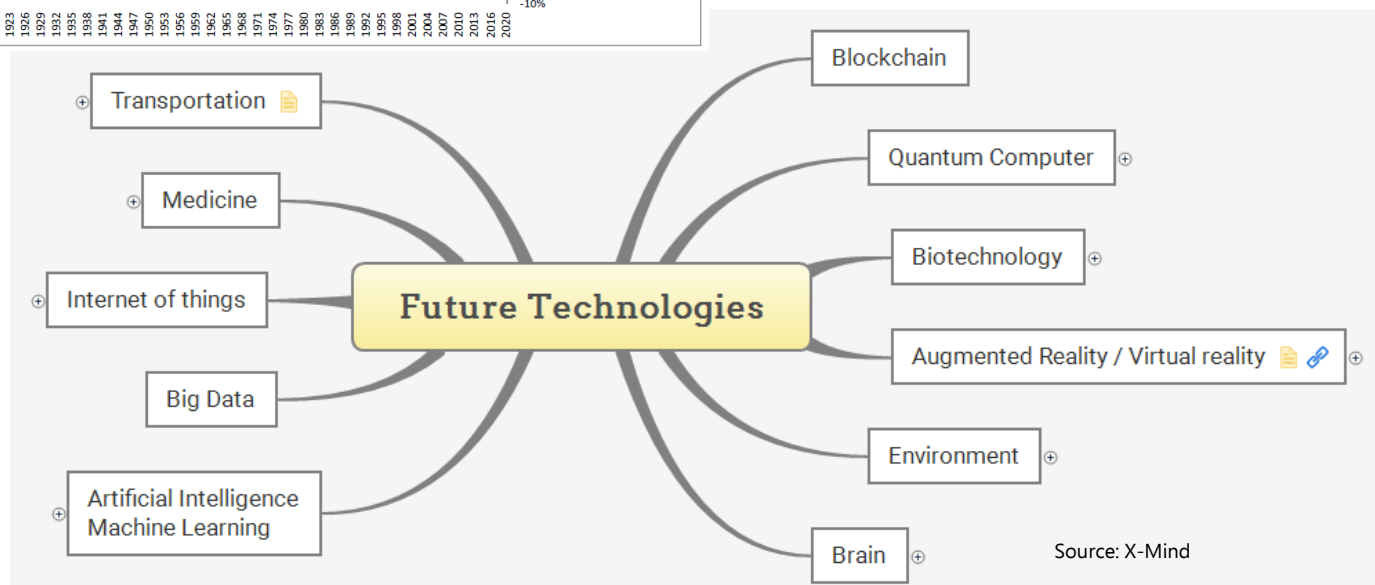 -10%
1923 1926 1929 1932 1935 1938 1941 1944 1947 1950 1953 1956 1959 1962 1965 1968 1971 1974 1977 1980 1983 1986 1989 1992 1995 1998 2001 2004 2007 2010 2013 2016 2020
Future Technologies
Blockchain
Quantum Computer
Biotechnology
Augmented Reality / Virtual reality
Environment
Brain
Transportation
Medicine
Internet of things
Big Data
Artificial Intelligence
Machine Learning
Source: X-Mind